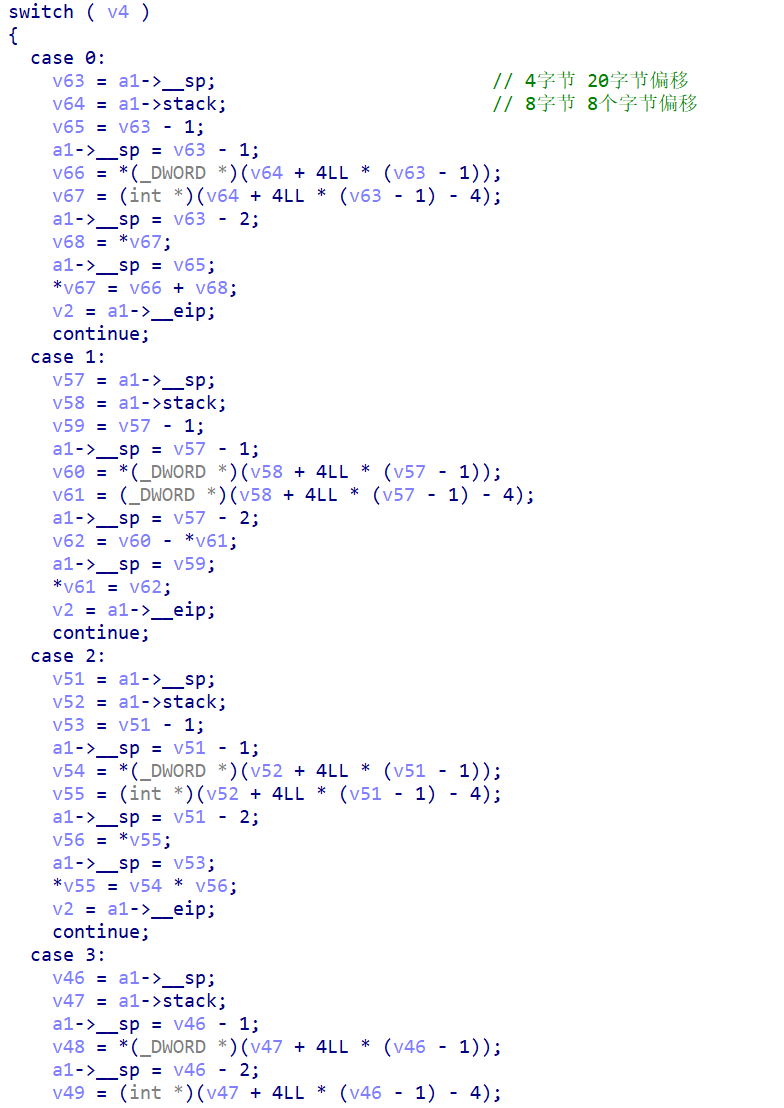 switch ( v4 )
{
  case 0:
    v63 = a1->__sp;                         // 4字节 20字节偏移
    v64 = a1->stack;                        // 8字节 8个字节偏移
    v65 = v63 - 1;
    a1->__sp = v63 - 1;
    v66 = *(_DWORD *)(v64 + 4LL * (v63 - 1));
    v67 = (int *)(v64 + 4LL * (v63 - 1) - 4);
    a1->__sp = v63 - 2;
    v68 = *v67;
    a1->__sp = v65;
    *v67 = v66 + v68;
    v2 = a1->__eip;
    continue;
  case 1:
    v57 = a1->__sp;
    v58 = a1->stack;
    v59 = v57 - 1;
    a1->__sp = v57 - 1;
    v60 = *(_DWORD *)(v58 + 4LL * (v57 - 1));
    v61 = (_DWORD *)(v58 + 4LL * (v57 - 1) - 4);
    a1->__sp = v57 - 2;
    v62 = v60 - *v61;
    a1->__sp = v59;
    *v61 = v62;
    v2 = a1->__eip;
    continue;
  case 2:
    v51 = a1->__sp;
    v52 = a1->stack;
    v53 = v51 - 1;
    a1->__sp = v51 - 1;
    v54 = *(_DWORD *)(v52 + 4LL * (v51 - 1));
    v55 = (int *)(v52 + 4LL * (v51 - 1) - 4);
    a1->__sp = v51 - 2;
    v56 = *v55;
    a1->__sp = v53;
    *v55 = v54 * v56;
    v2 = a1->__eip;
    continue;
  case 3:
    v46 = a1->__sp;
    v47 = a1->stack;
    a1->__sp = v46 - 1;
    v48 = *(_DWORD *)(v47 + 4LL * (v46 - 1));
    a1->__sp = v46 - 2;
    v49 = (int *)(v47 + 4LL * (v46 - 1) - 4);